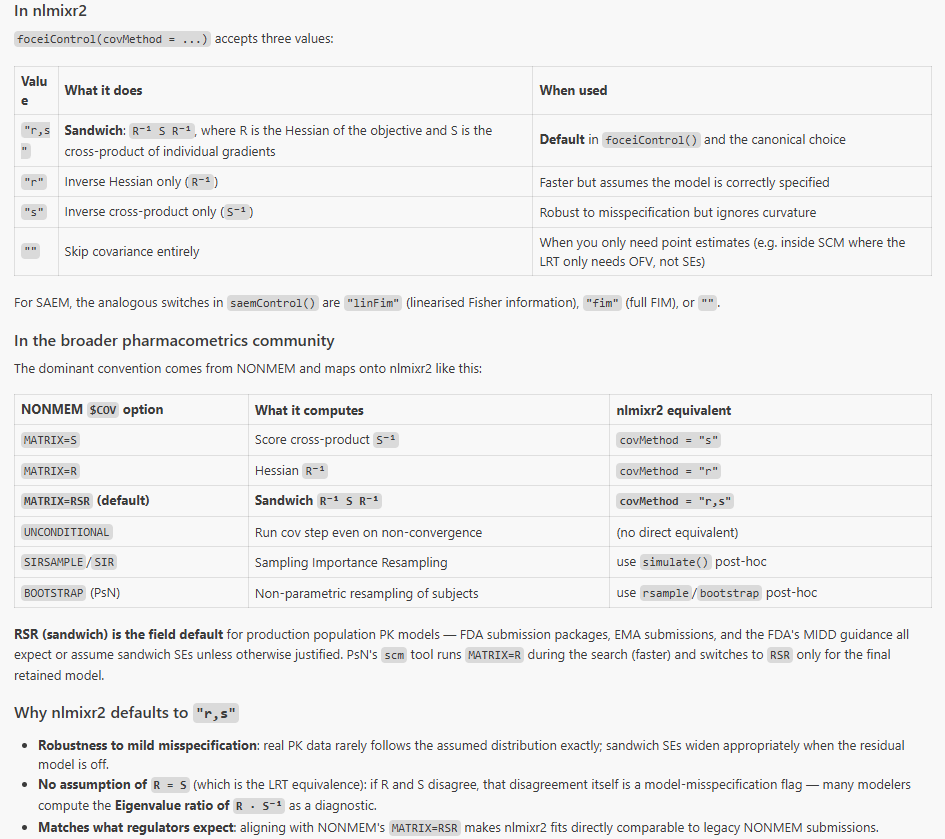 In nlmixr2
foceiControl(covMethod = ...) accepts three values:
Valu
e
What it does
When used
"r,s
"
Sandwich: R⁻¹ S R⁻¹, where R is the Hessian of the objective and S is the
cross-product of individual gradients
Default in foceiControl() and the canonical choice
"r"
Inverse Hessian only (R⁻¹)
Faster but assumes the model is correctly specified
"s"
Inverse cross-product only (S⁻¹)
Robust to misspecification but ignores curvature
""
Skip covariance entirely
When you only need point estimates (e.g. inside SCM where the
LRT only needs OFV, not SEs)
For SAEM, the analogous switches in saemControl() are "linFim" (linearised Fisher information), "fim" (full FIM), or "".
In the broader pharmacometrics community
The dominant convention comes from NONMEM and maps onto nlmixr2 like this:
NONMEM $COV option
What it computes
nlmixr2 equivalent
MATRIX=S
Score cross-product S⁻¹
covMethod = "s"
MATRIX=R
Hessian R⁻¹
covMethod = "r"
MATRIX=RSR (default)
Sandwich R⁻¹ S R⁻¹
covMethod = "r,s"
UNCONDITIONAL
Run cov step even on non-convergence
(no direct equivalent)
SIRSAMPLE/SIR
Sampling Importance Resampling
use simulate() post-hoc
BOOTSTRAP (PsN)
Non-parametric resampling of subjects
use rsample/bootstrap post-hoc
RSR (sandwich) is the field default for production population PK models — FDA submission packages, EMA submissions, and the FDA's MIDD guidance all
expect or assume sandwich SEs unless otherwise justified. PsN's scm tool runs MATRIX=R during the search (faster) and switches to RSR only for the final
retained model.
Why nlmixr2 defaults to "r,s"
• Robustness to mild misspecification: real PK data rarely follows the assumed distribution exactly; sandwich SEs widen appropriately when the residual
model is off.
• No assumption of R = S (which is the LRT equivalence): if R and S disagree, that disagreement itself is a model-misspecification flag — many modelers
compute the Eigenvalue ratio of R · S⁻¹ as a diagnostic.
• Matches what regulators expect: aligning with NONMEM's MATRIX=RSR makes nlmixr2 fits directly comparable to legacy NONMEM submissions.